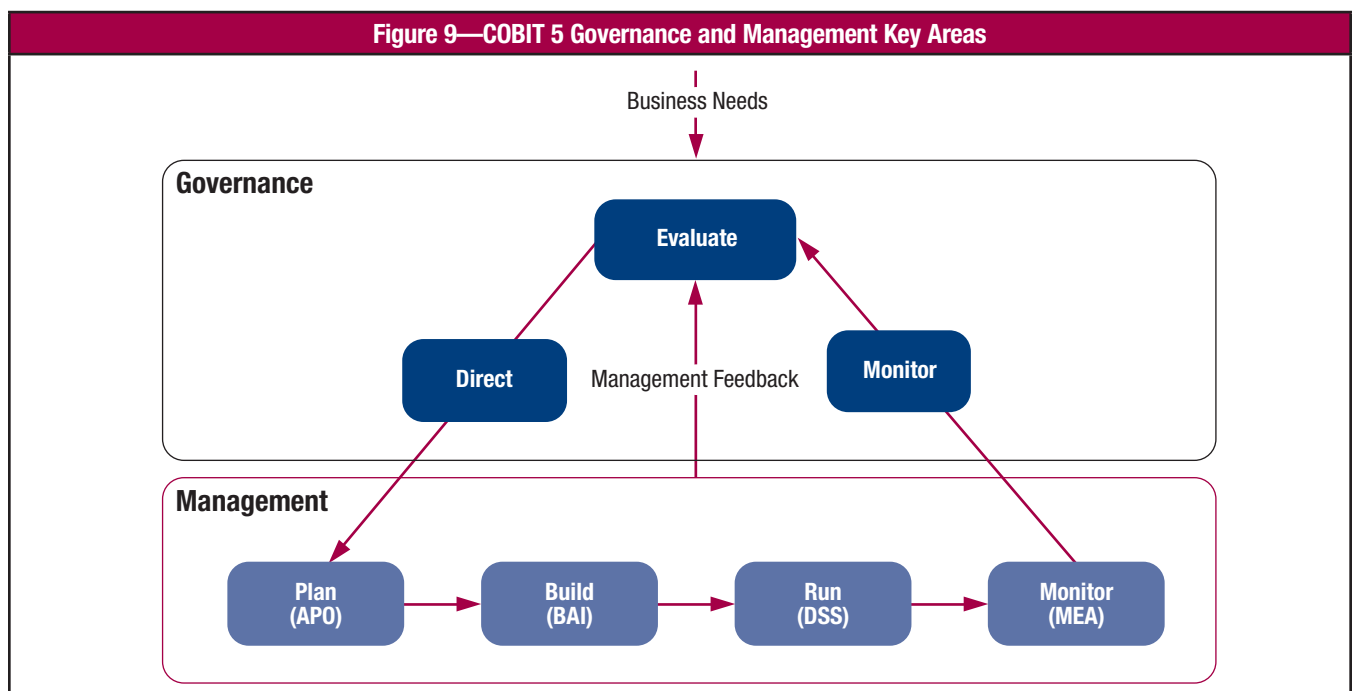 Figure 9—COBIT 5 Governance and Management Key Areas
Business Needs
Governance
Evaluate
Direct
Management Feedback
Monitor
Management
Plan
(APO)
Build
(BAI)
Run
(DSS)
Monitor
(MEA)